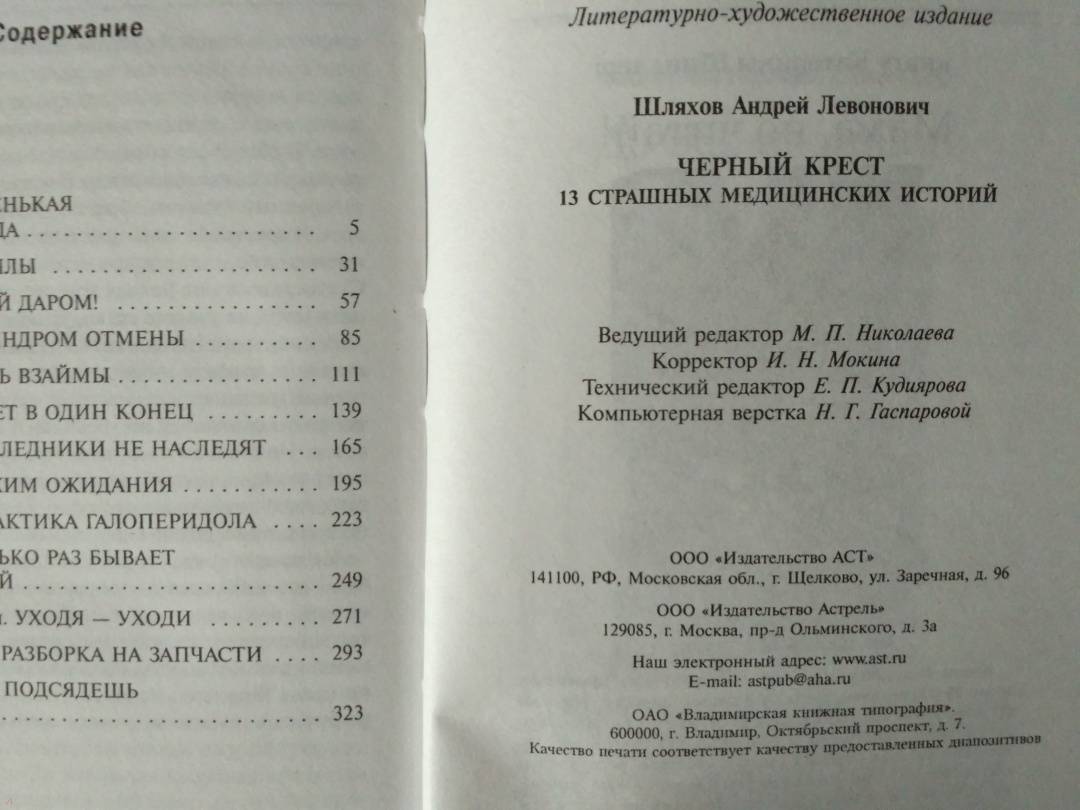 Содержание
ЕНЬКАЯ
ДА . . . . . . . . . . . . . . . . . . . . . . . 5
. . . . . . . . . . . . . . . . . . . . . 31
Й ДАРОМ! . . . . . . . . . . . . . . . . 57
НДРОМ ОТМЕНЫ . . . . . . . . . . 85
Ь ВЗАЙМЫ . . . . . . . . . . . . . . . . 111
ЕТ В ОДИН КОНЕЦ . . . . . . . . . 139
ЛЕДНИКИ НЕ НАСЛЕДЯТ . . . 165
ЖИМ ОЖИДАНИЯ . . . . . . . . . . . 195
АКТИКА ГАЛОПЕРИДОЛА . . . . 223
ЬКО РАЗ БЫВАЕТ
Й . . . . . . . . . . . . . . . . . . . . . . . 249
УХОДЯ — УХОДИ . . . . . . . . . 271
РАЗБОРКА НА ЗАПЧАСТИ . . . . 293
ПОДСЯДЕШЬ
. . . . . . . . . . . . . . . . . . . . . . . . 323
Литературно-художественное издание
Шляхов Андрей Левонович
ЧЕРНЫЙ КРЕСТ
13 СТРАШНЫХ МЕДИЦИНСКИХ ИСТОРИЙ
Ведущий редактор М. П. Николаева
Корректор И. Н. Мокина
Технический редактор Е. П. Кудиярова
Компьютерная верстка Н. Г. Гаспаровой
ООО «Издательство АСТ»
141100, РФ, Московская обл., г. Щелково, ул. Заречная, д. 96
ООО «Издательство Астрель»
129085, г. Москва, пр-д Ольминского, д. 3а
Наш электронный адрес: www.ast.ru
E-mail: astpub@aha.ru
ОАО «Владимирская книжная типография».
600000, г. Владимир, Октябрьский проспект, д. 7.
Качество печати соответствует качеству предоставленных диапозитивов